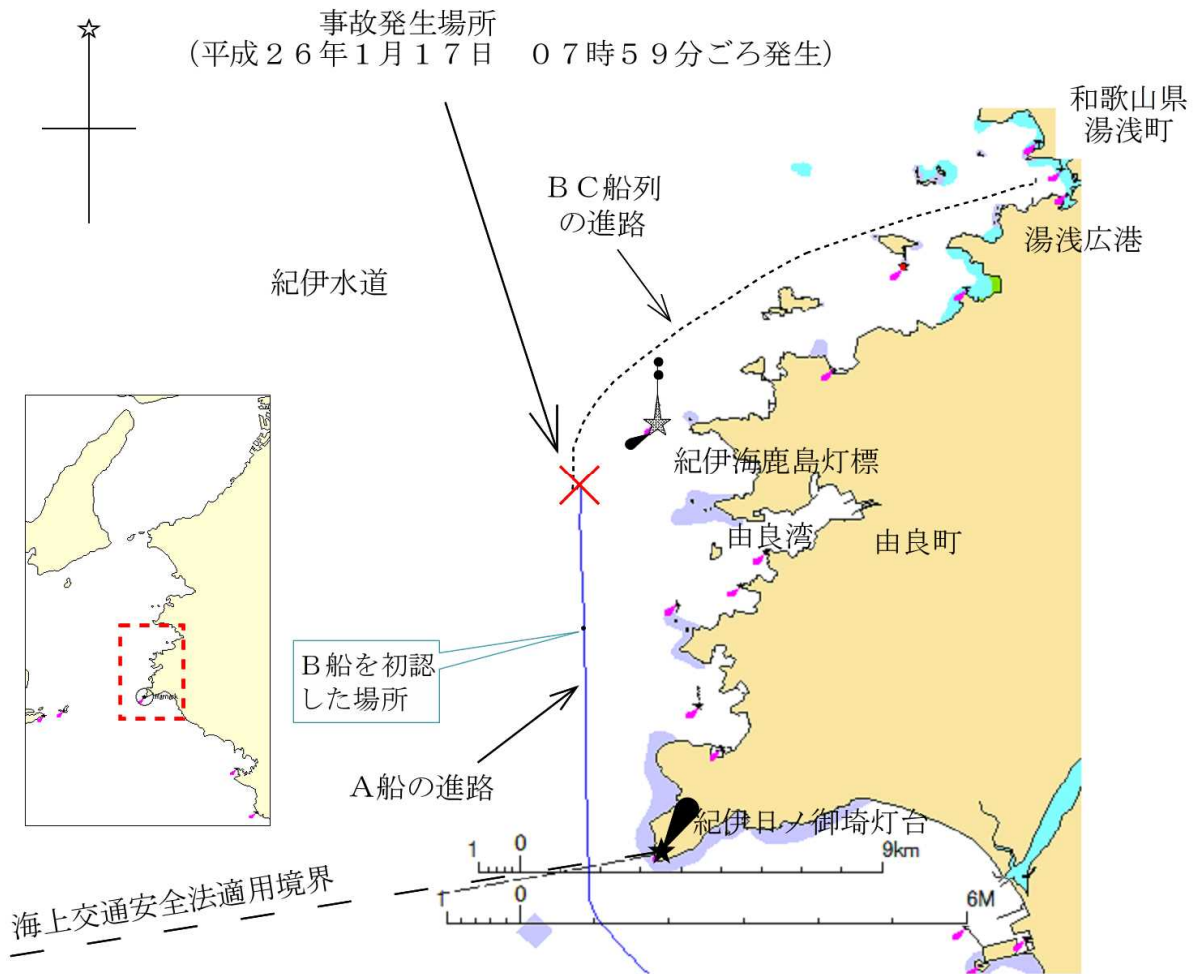 事故発生場所
（平成２６年１月１７日　０７時５９分ごろ発生）
和歌山県
湯浅町
ＢＣ船列
の進路
湯浅広港
紀伊水道
紀伊海鹿島灯標
由良湾
由良町
Ｂ船を初認
した場所
Ａ船の進路
紀伊日ノ御埼灯台
1 0 9km
1 0 6M
海上交通安全法適用境界